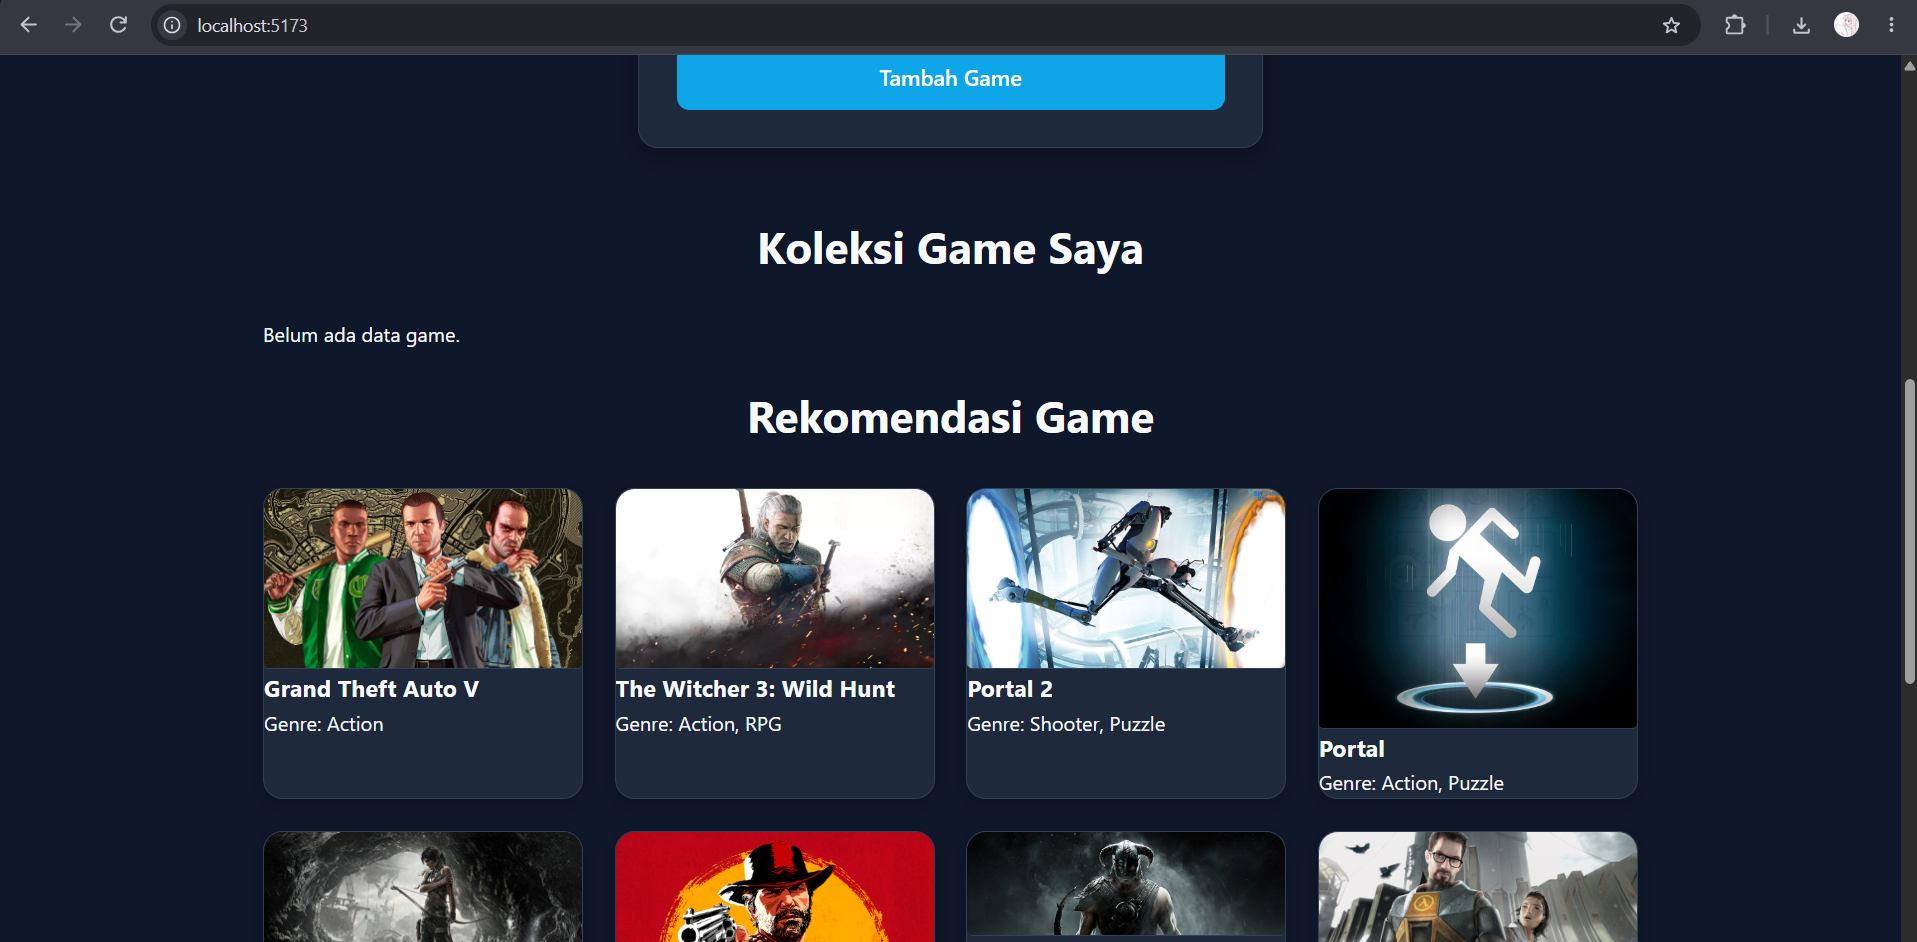 localhost:5173
Tambah Game
Koleksi Game Saya
Belum ada data game.
Rekomendasi Game
Grand Theft Auto V
Genre: Action
The Witcher 3: Wild Hunt
Genre: Action, RPG
Portal 2
Genre: Shooter, Puzzle
Portal
Genre: Action, Puzzle